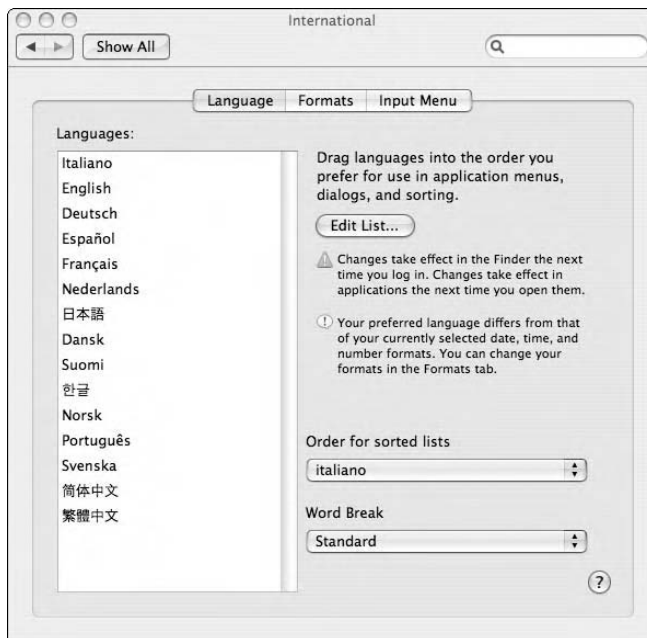 International
Show All
Language Formats Input Menu
Languages:
Italiano
English
Deutsch
Español
Français
Nederlands
日本語
Dansk
Suomi
한글
Norsk
Português
Svenska
简体中文
繁體中文
Drag languages into the order you
prefer for use in application menus,
dialogs, and sorting.
Edit List...
Changes take effect in the Finder the next
time you log in. Changes take effect in
applications the next time you open them.
Your preferred language differs from that
of your currently selected date, time, and
number formats. You can change your
formats in the Formats tab.
Order for sorted lists
italiano
Word Break
Standard
?